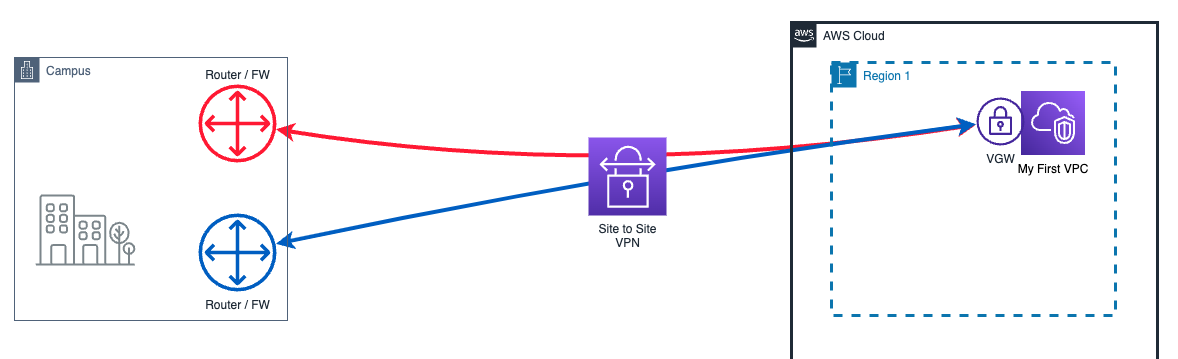 Campus
Router / FW
Router / FW
Site to Site
VPN
aws
AWS Cloud
Region 1
VGW
My First VPC